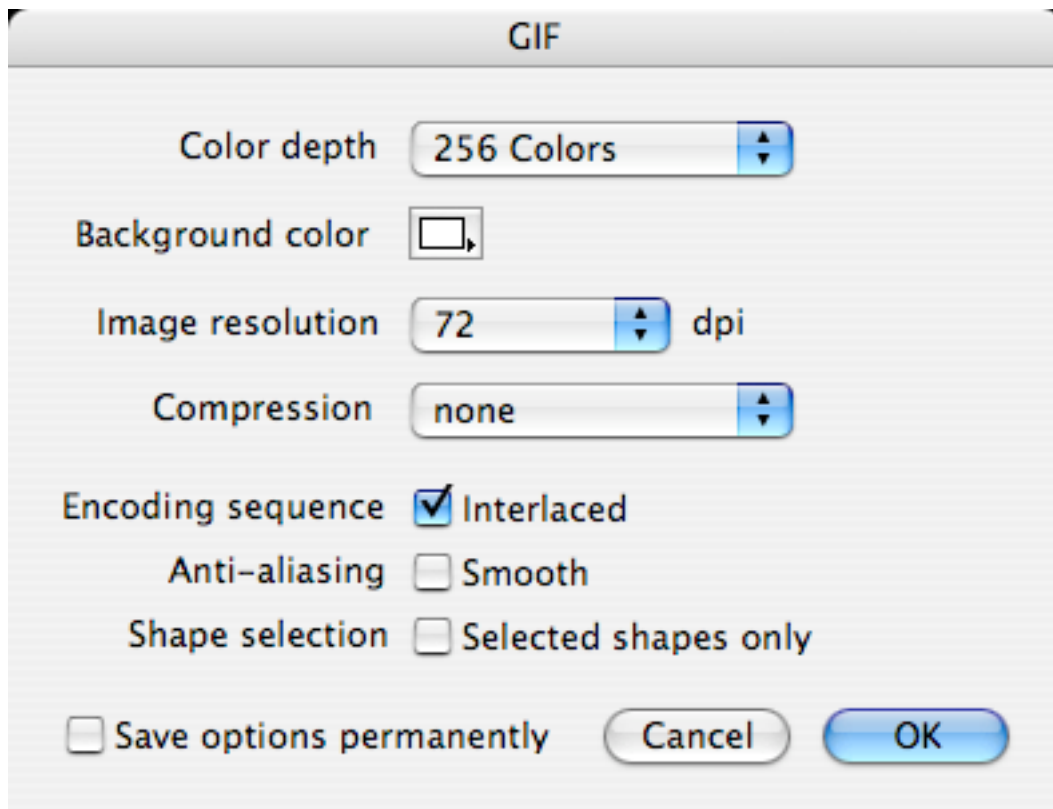 GIF
Color depth 256 Colors
Background color
Image resolution 72 dpi
Compression none
Encoding sequence Interlaced
Anti-aliasing Smooth
Shape selection Selected shapes only
Save options permanently Cancel OK